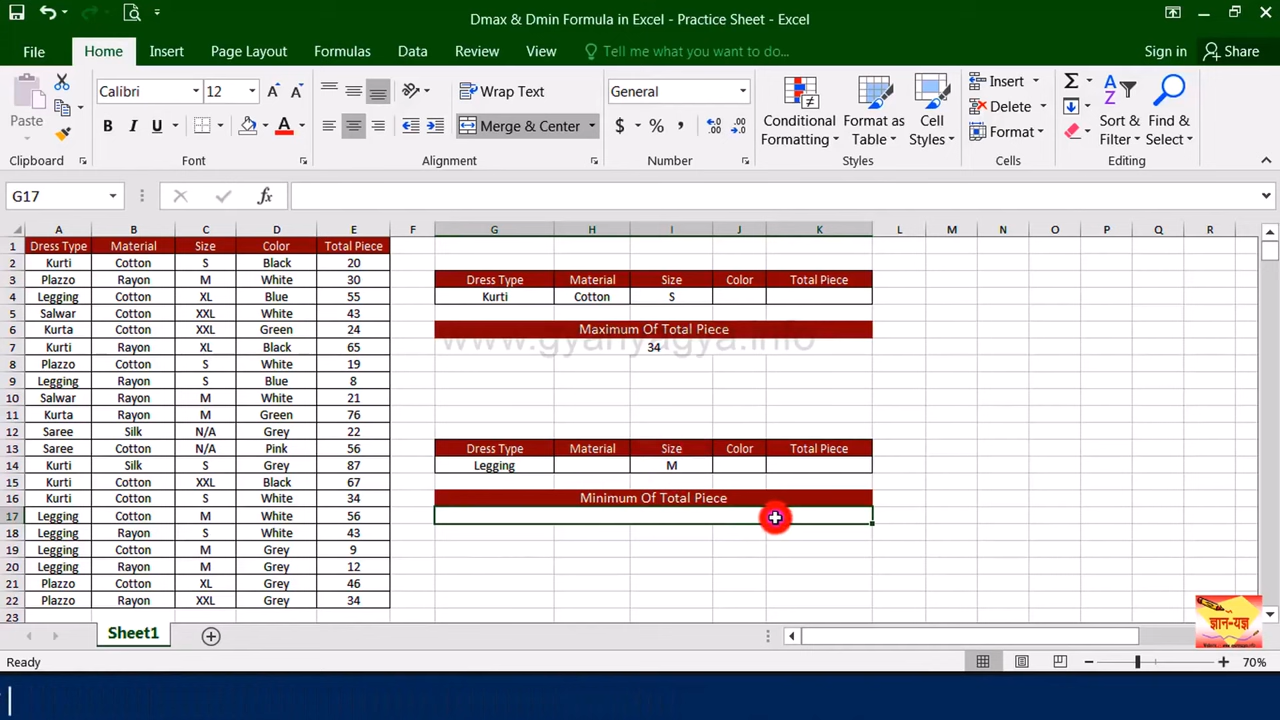 Dmax & Dmin Formula in Excel - Practice Sheet - Excel
File Home Insert Page Layout Formulas Data Review View Tell me what you want to do... Sign in Share
Paste
Clipboard
Calibri 12
B I U A
Font
Wrap Text
Merge & Center
Alignment
General
$ % ,
Number
Conditional Formatting
Format as Table
Cell Styles
Styles
Insert
Delete
Format
Cells
Sort & Filter
Find & Select
Editing
G17 fx
A B C D E F G H I J K L M N O P Q R
1 Dress Type Material Size Color Total Piece
2 Kurti Cotton S Black 20
3 Plazzo Rayon M White 30 Dress Type Material Size Color Total Piece
4 Legging Cotton XL Blue 55 Kurti Cotton S
5 Salwar Cotton XXL White 43
6 Kurta Cotton XXL Green 24 Maximum Of Total Piece
7 Kurti Rayon XL Black 65 34
www.gyanyagya.info
8 Plazzo Cotton S White 19
9 Legging Rayon S Blue 8
10 Salwar Rayon M White 21
11 Kurta Rayon M Green 76
12 Saree Silk N/A Grey 22
13 Saree Cotton N/A Pink 56 Dress Type Material Size Color Total Piece
14 Kurti Silk S Grey 87 Legging M
15 Kurti Cotton XXL Black 67
16 Kurti Cotton S White 34 Minimum Of Total Piece
17 Legging Cotton M White 56
18 Legging Rayon S White 43
19 Legging Cotton M Grey 9
20 Legging Rayon M Grey 12
21 Plazzo Cotton XL Grey 46
22 Plazzo Rayon XXL Grey 34
23
ज्ञान-यज्ञ
Sheet1
Ready 70%